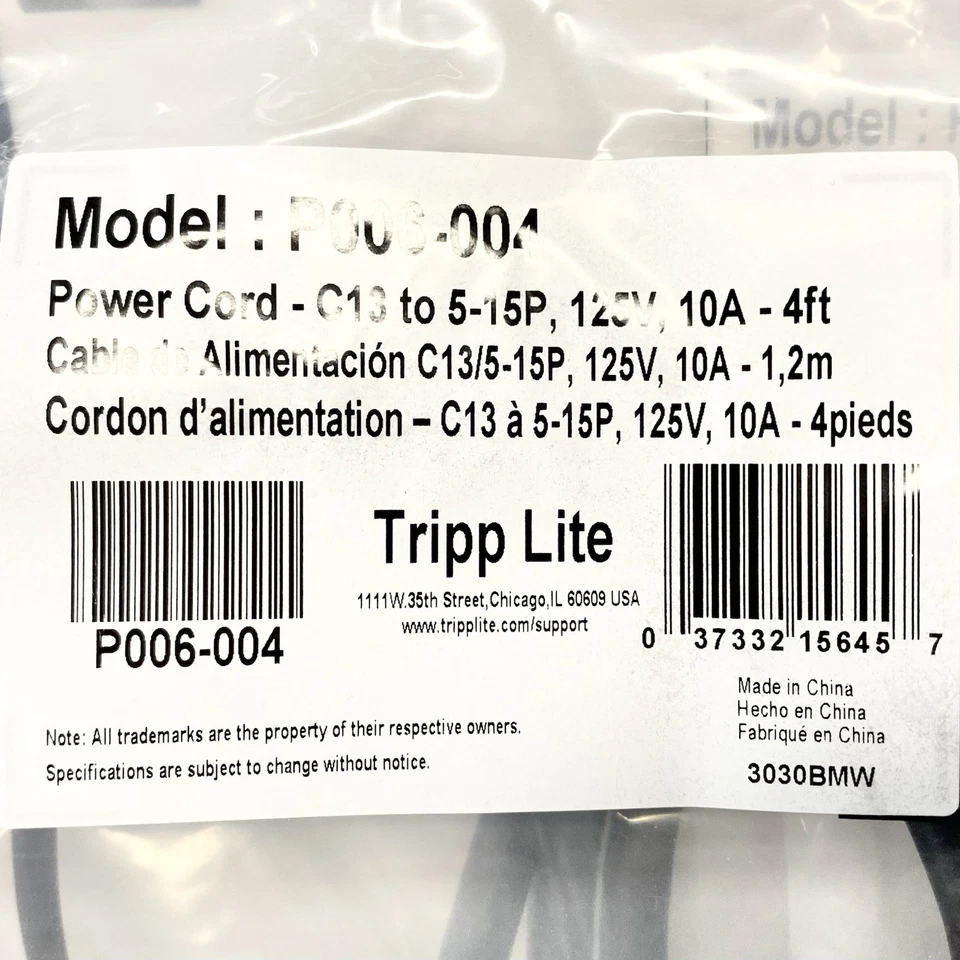 Model :
Model : P006-004
Power Cord - C13 to 5-15P, 125V, 10A - 4ft
Cable de Alimentación C13/5-15P, 125V, 10A - 1,2m
Cordon d’alimentation – C13 à 5-15P, 125V, 10A - 4pieds
Tripp Lite
1111W.35th Street,Chicago,IL 60609 USA
www.tripplite.com/support
P006-004
0 37332 15645 7
Made in China
Hecho en China
Fabriqué en China
3030BMW
Note: All trademarks are the property of their respective owners.
Specifications are subject to change without notice.